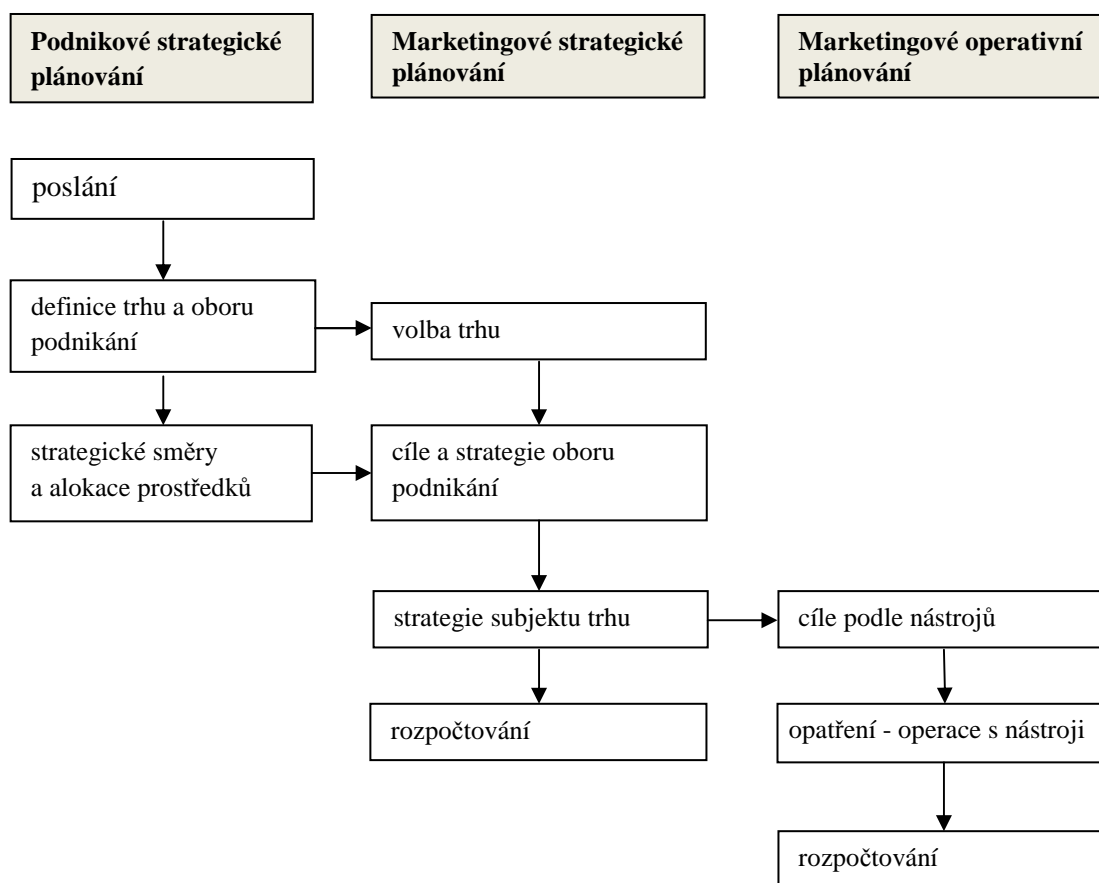 Podnikové strategické
plánování
Marketingové strategické
plánování
Marketingové operativní
plánování
poslání
definice trhu a oboru
podnikání
volba trhu
strategické směry
a alokace prostředků
cíle a strategie oboru
podnikání
strategie subjektu trhu
cíle podle nástrojů
rozpočtování
opatření - operace s nástroji
rozpočtování